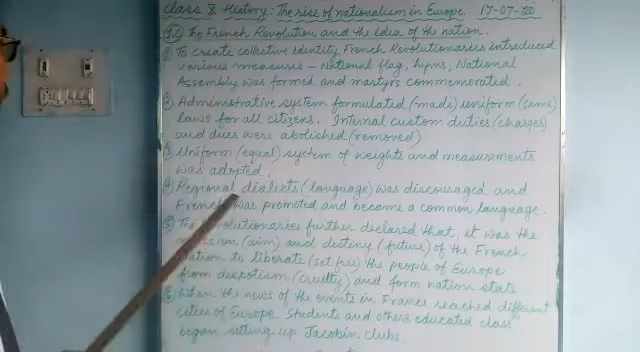 Class X History: The rise of nationalism in Europe. 17-07-20
The French Revolution and the idea of the nation.
① To create collective identity French Revolutionaries introduced
various measures - National flag, hymns, National
Assembly was formed and martyrs commemorated.
② Administrative system formulated (made) uniform (same)
laws for all citizens. Internal custom duties (charges)
and dues were abolished (removed)
③ Uniform (equal) system of weights and measurements
was adopted.
④ Regional dialects (language) was discouraged and
French was promoted and became a common language.
⑤ The Revolutionaries further declared that, it was the
mission (aim) and destiny (future) of the French
nation to liberate (set free) the people of Europe
from despotism (cruelty) and form nation state.
⑥ When the news of the events in France reached different
cities of Europe. Students and others educated class
began setting up Jacobin clubs